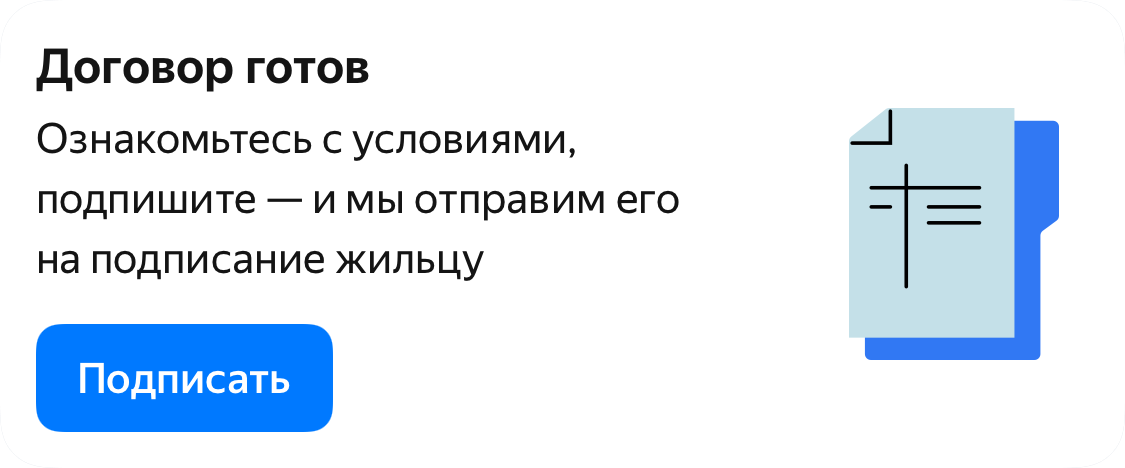 Договор готов
Ознакомьтесь с условиями,
подпишите — и мы отправим его
на подписание жильцу
Подписать